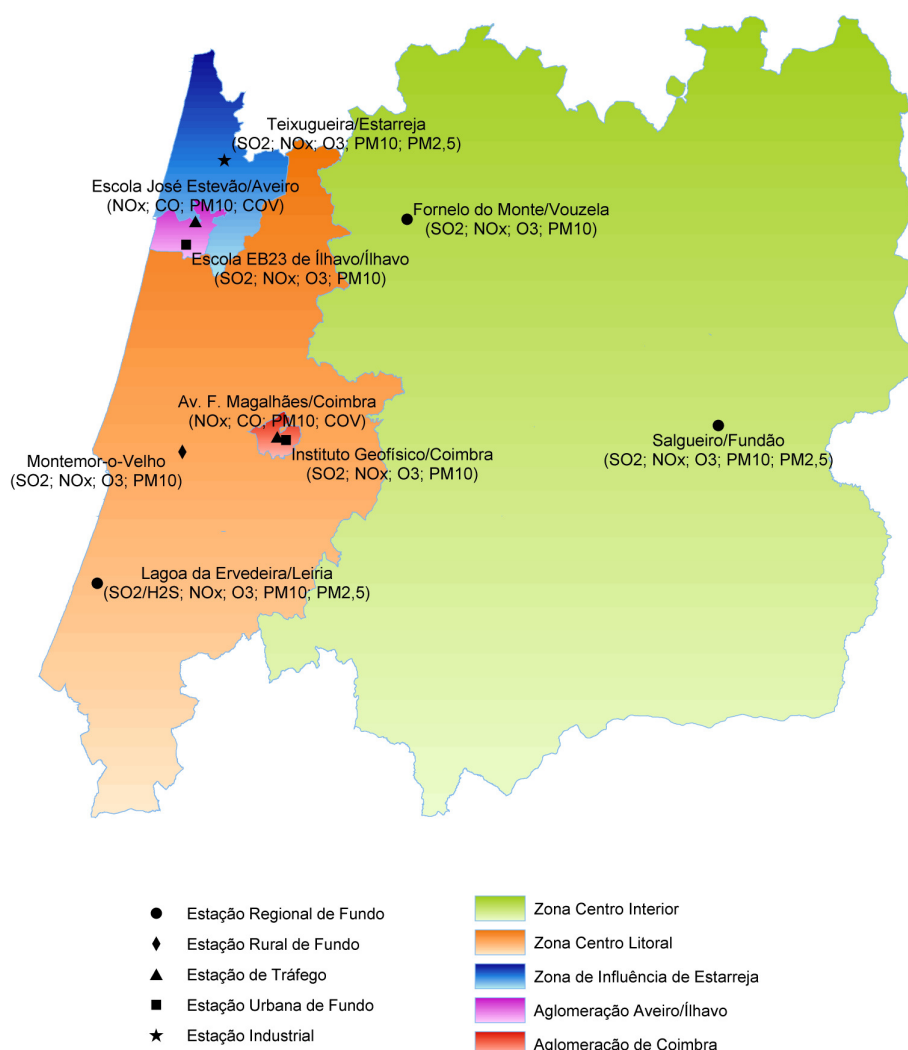 Teixugueira/Estarreja
(SO2; NOx; O3; PM10; PM2,5)
Escola José Estevão/Aveiro
(NOx; CO; PM10; COV)
Fornelo do Monte/Vouzela
(SO2; NOx; O3; PM10)
Escola EB23 de Ílhavo/Ílhavo
(SO2; NOx; O3; PM10)
Av. F. Magalhães/Coimbra
(NOx; CO; PM10; COV)
Salgueiro/Fundão
(SO2; NOx; O3; PM10; PM2,5)
Instituto Geofísico/Coimbra
(SO2; NOx; O3; PM10)
Montemor-o-Velho
(SO2; NOx; O3; PM10)
Lagoa da Ervedeira/Leiria
(SO2/H2S; NOx; O3; PM10; PM2,5)
Estação Regional de Fundo
Estação Rural de Fundo
Estação de Tráfego
Estação Urbana de Fundo
Estação Industrial
Zona Centro Interior
Zona Centro Litoral
Zona de Influência de Estarreja
Aglomeração Aveiro/Ílhavo
Aglomeração de Coimbra